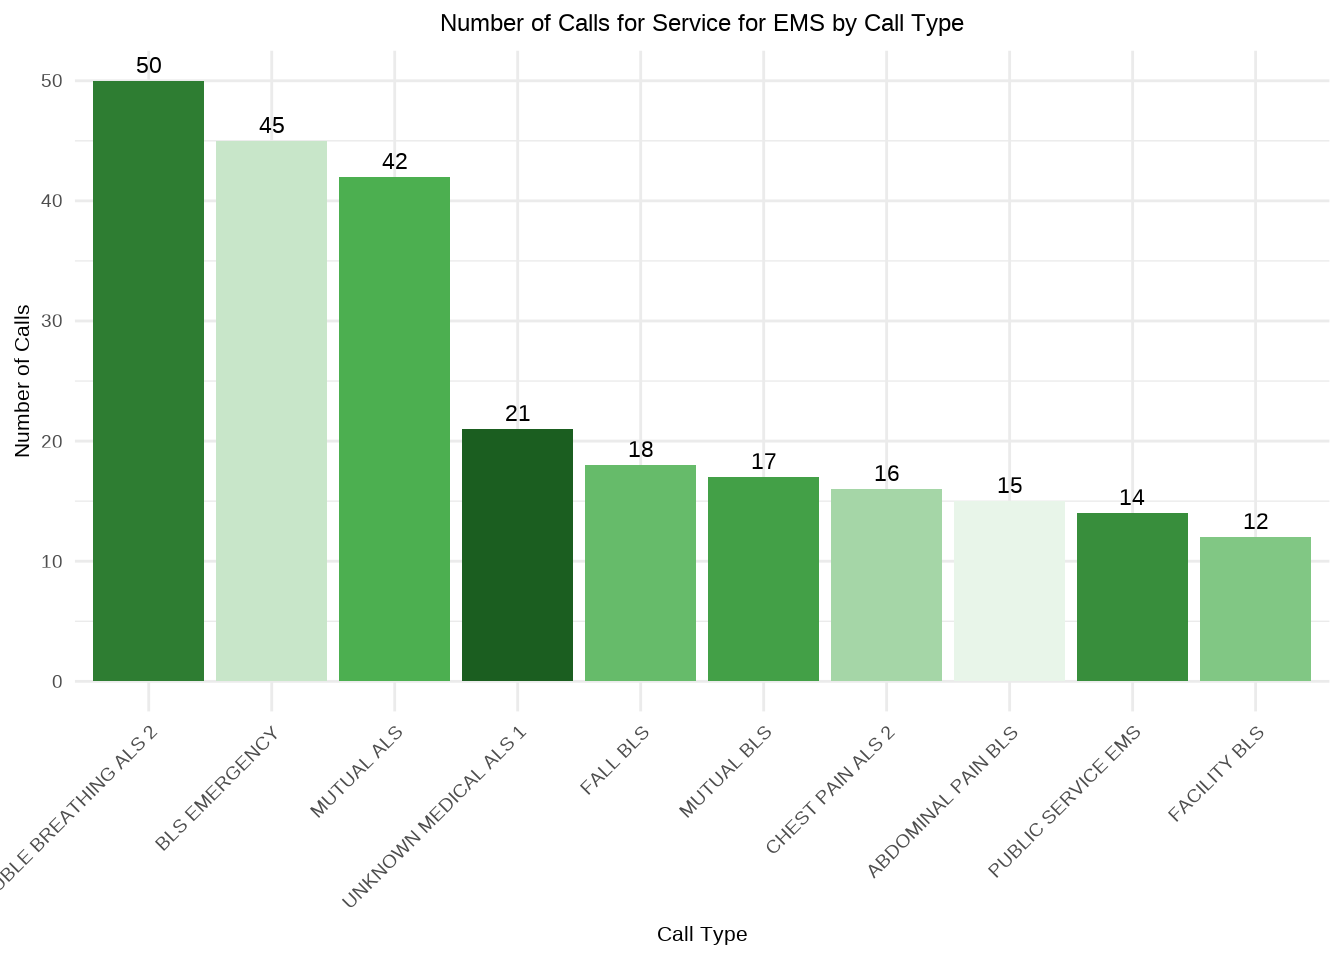 Number of Calls for Service for EMS by Call Type
Number of Calls
50
40
30
20
10
0
50
45
42
21
18
17
16
15
14
12
BREATHING ALS 2
BLS EMERGENCY
MUTUAL ALS
UNKNOWN MEDICAL ALS 1
FALL BLS
MUTUAL BLS
CHEST PAIN ALS 2
ABDOMINAL PAIN BLS
PUBLIC SERVICE EMS
FACILITY BLS
Call Type